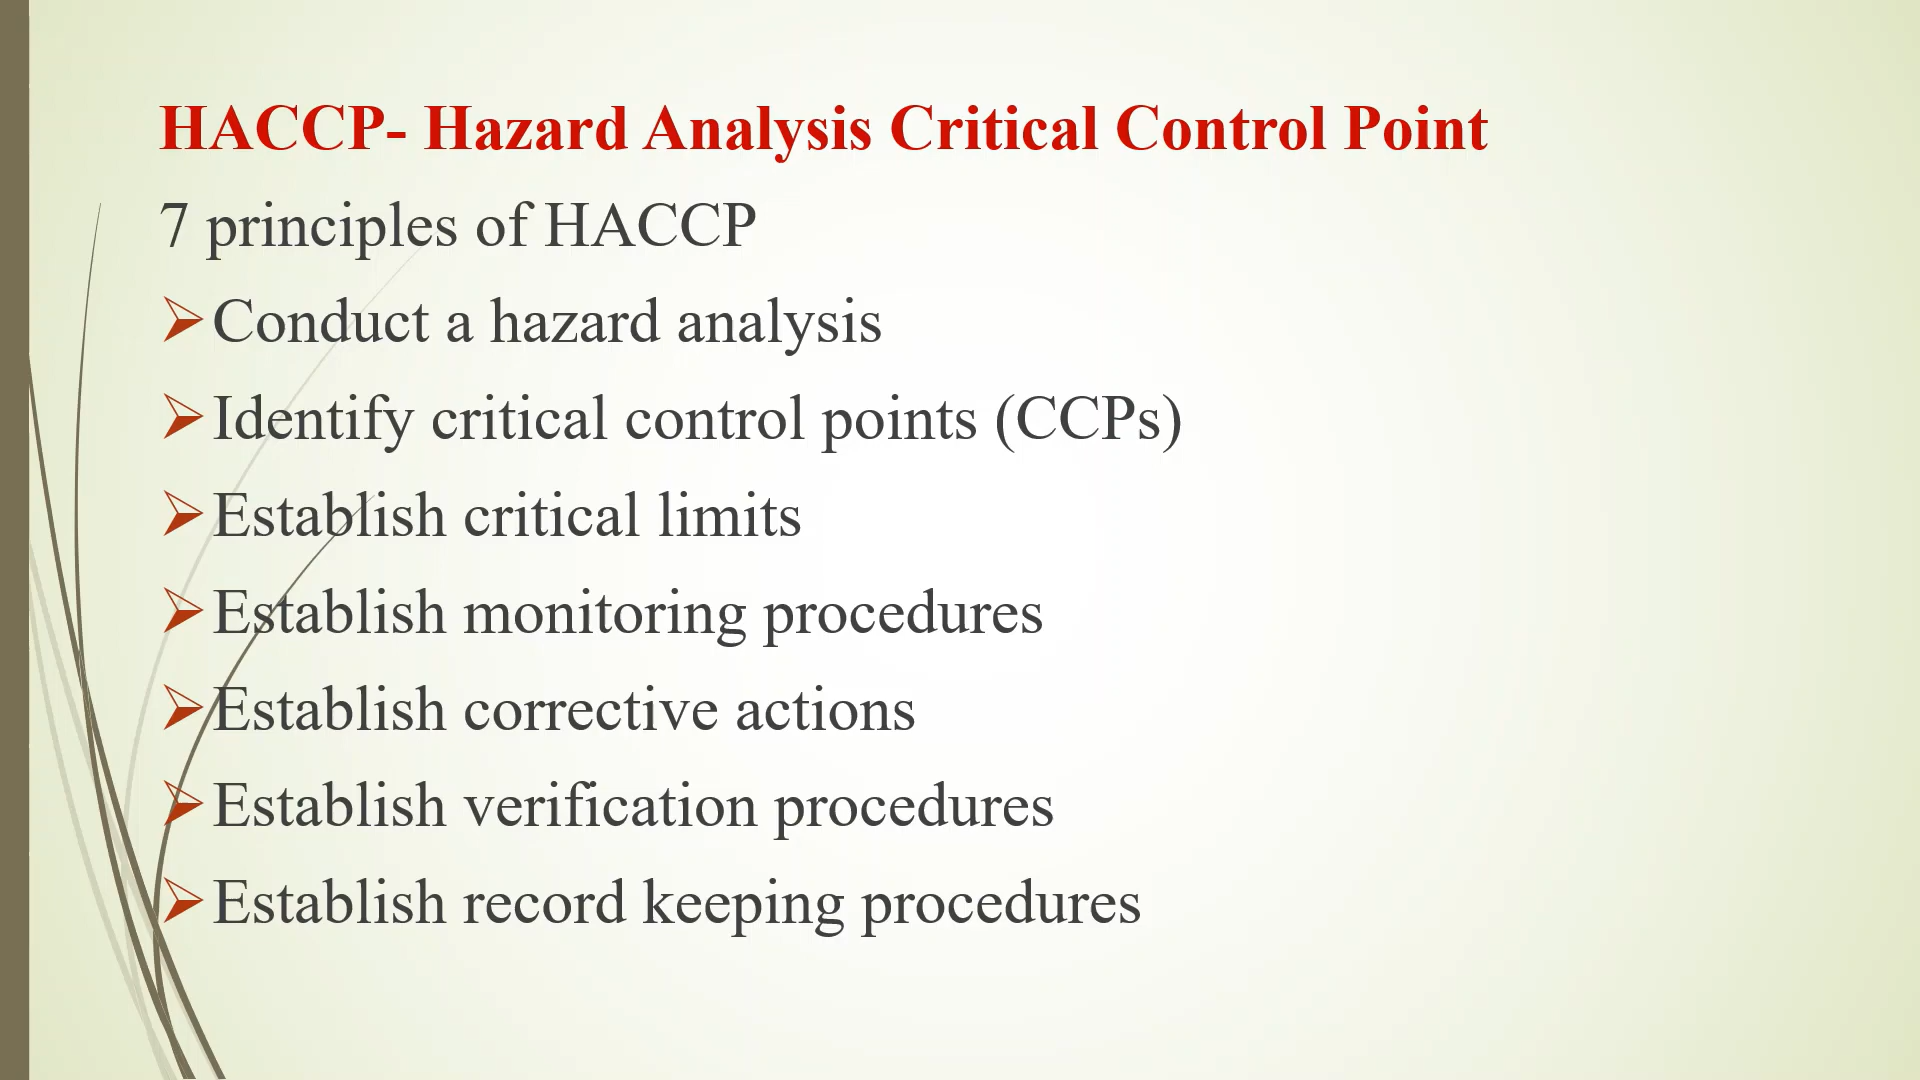 HACCP- Hazard Analysis Critical Control Point
7 principles of HACCP
Conduct a hazard analysis
Identify critical control points (CCPs)
Establish critical limits
Establish monitoring procedures
Establish corrective actions
Establish verification procedures
Establish record keeping procedures